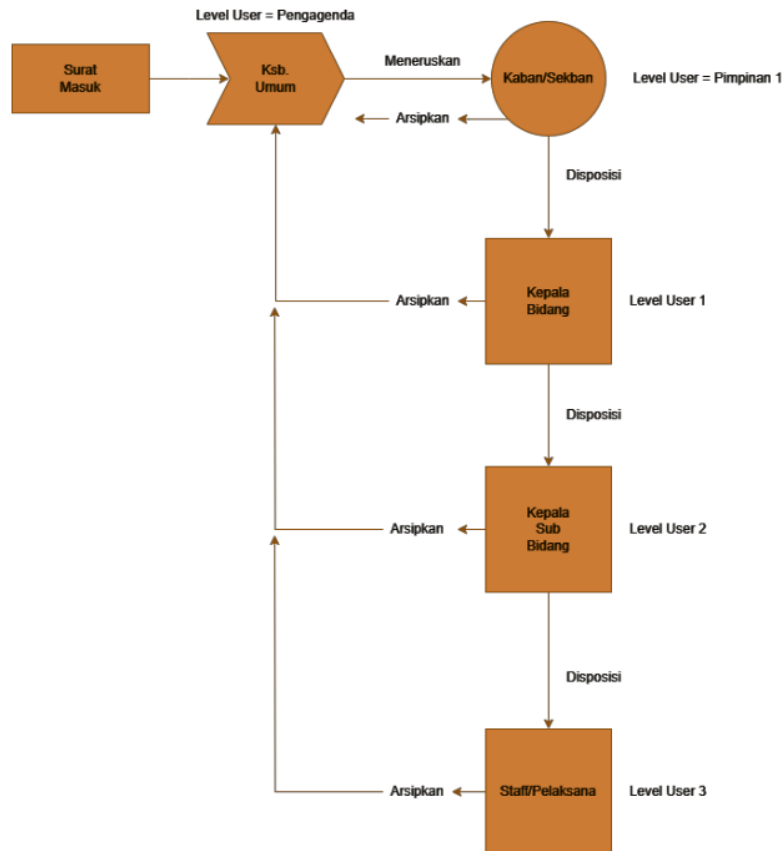 Level User = Pengagenda
Surat
Masuk
Ksb.
Umum
Meneruskan
Kaban/Sekban
Level User = Pimpinan 1
Arsipkan
Disposisi
Kepala
Bidang
Arsipkan
Level User 1
Disposisi
Kepala
Sub
Bidang
Arsipkan
Level User 2
Disposisi
Staff/Pelaksana
Arsipkan
Level User 3